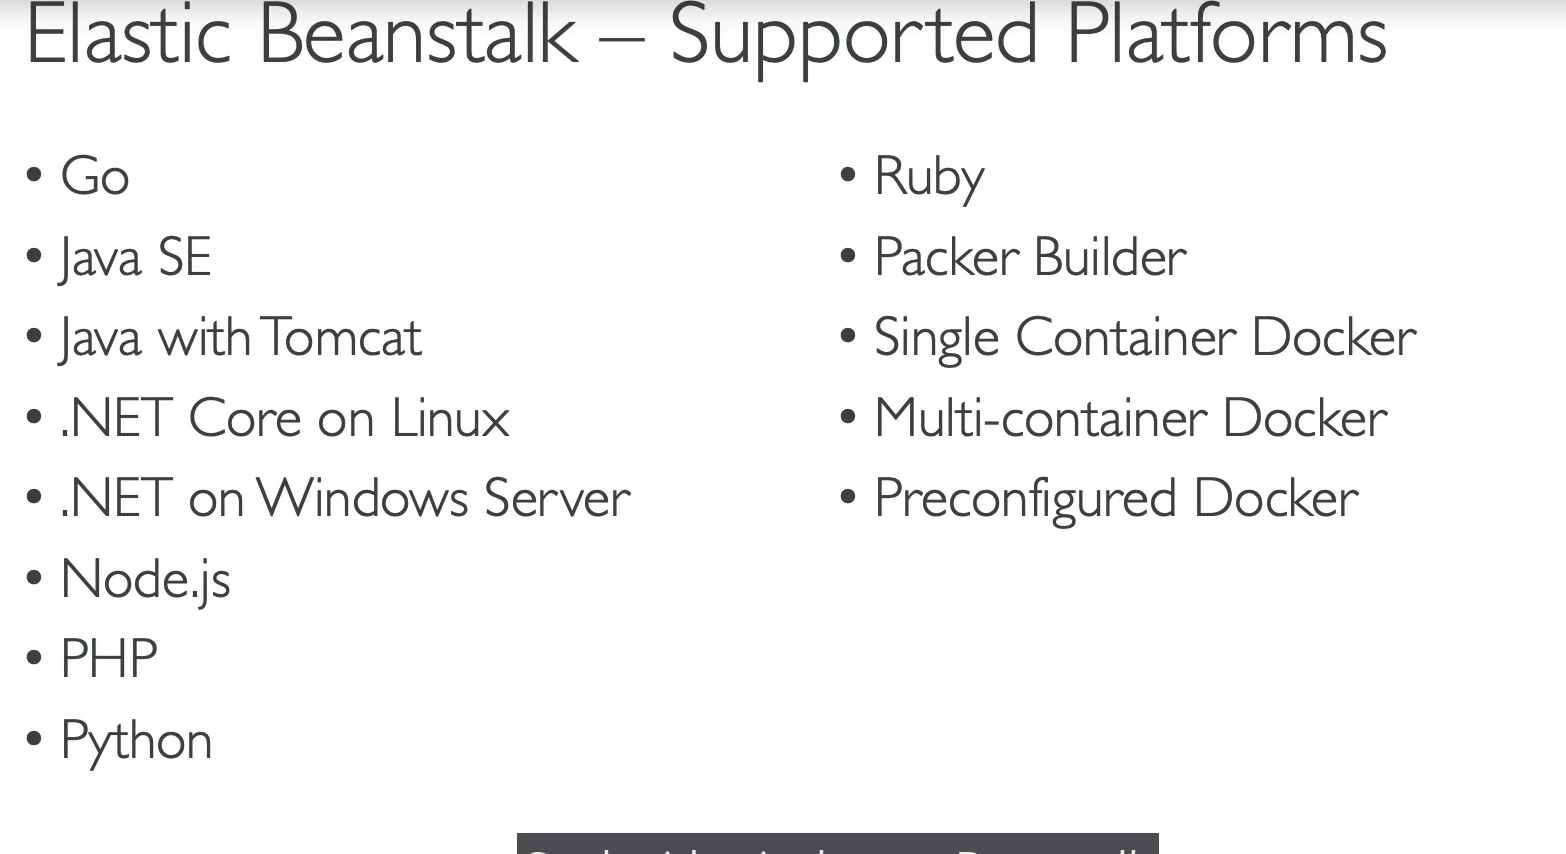 Elastic Beanstalk – Supported Platforms
• Go
• Java SE
• Java with Tomcat
• .NET Core on Linux
• .NET on Windows Server
• Node.js
• PHP
• Python
• Ruby
• Packer Builder
• Single Container Docker
• Multi-container Docker
• Preconfigured Docker